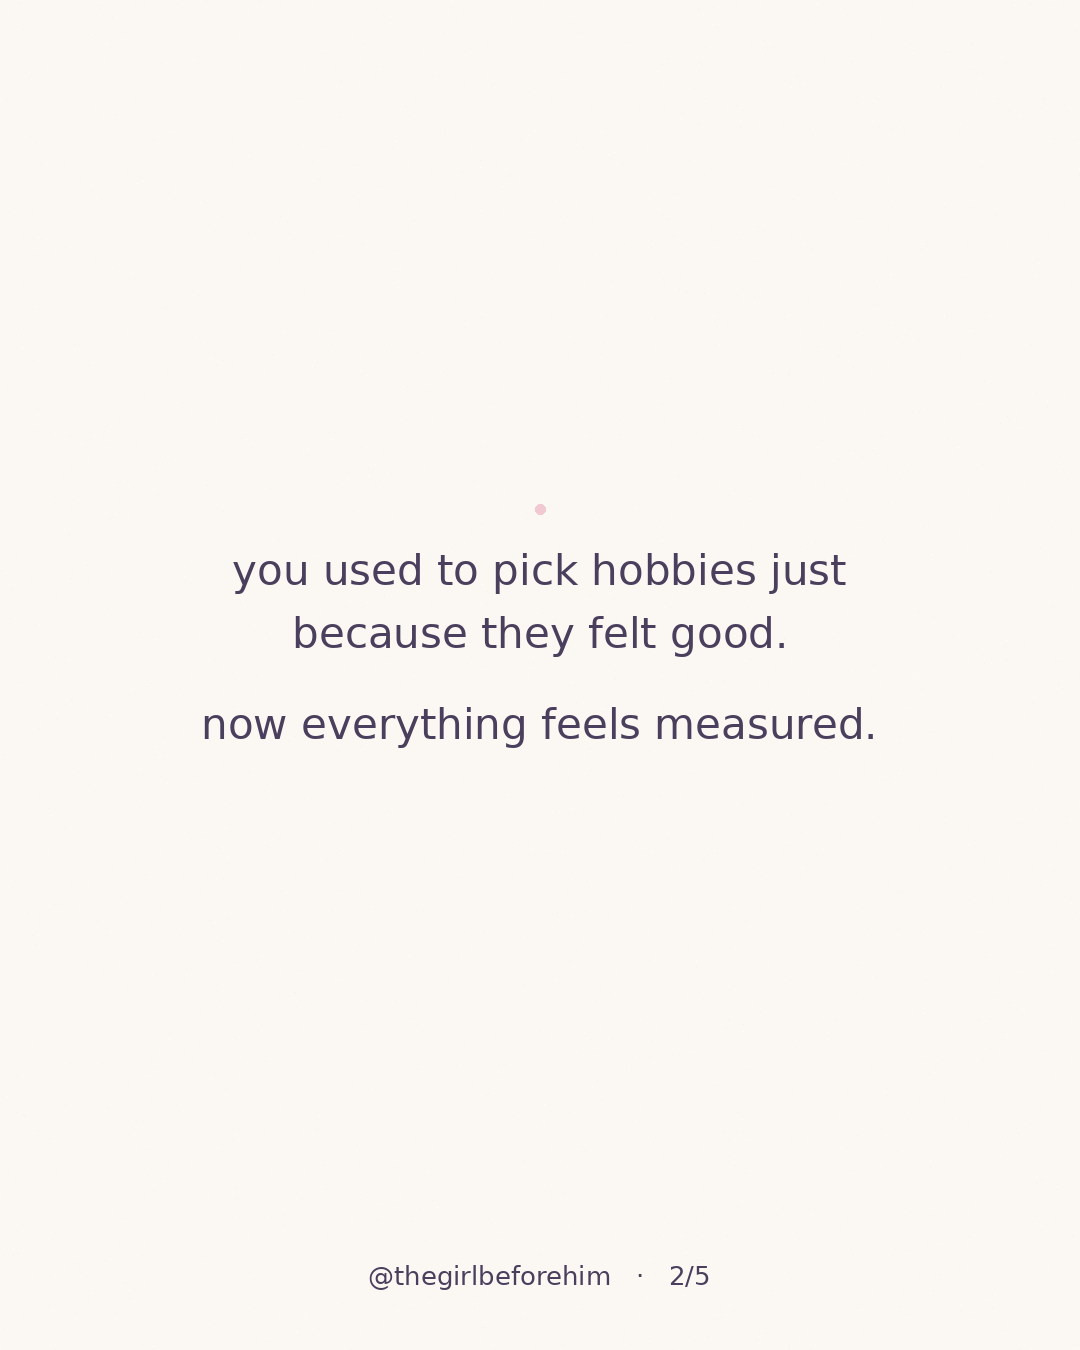 you used to pick hobbies just
because they felt good.
now everything feels measured.
@thegirlbeforehim · 2/5